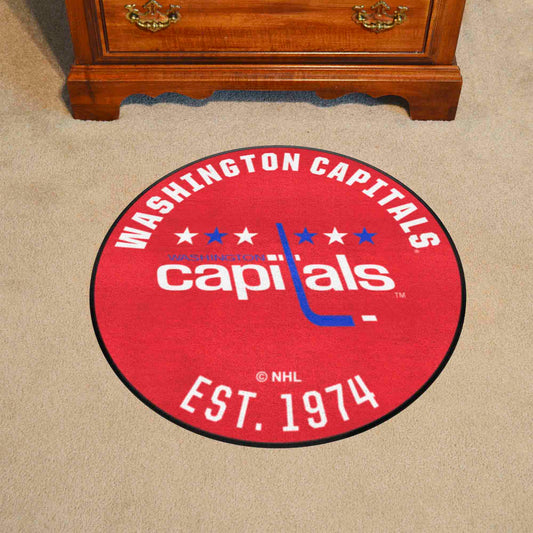 WASHINGTON CAPITALS®
WASHINGTON
capitals™
© NHL
EST. 1974